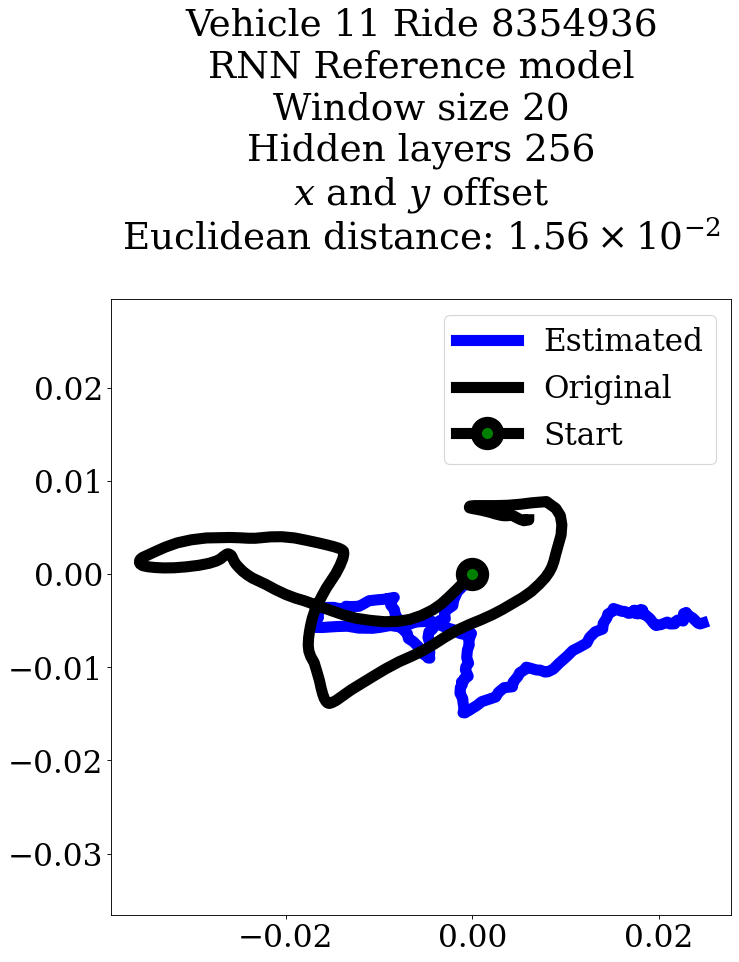 Vehicle 11 Ride 8354936
RNN Reference model
Window size 20
Hidden layers 256
x and y offset
Euclidean distance: 1.56 × 10⁻²
Estimated
Original
Start
0.02
0.01
0.00
−0.01
−0.02
−0.03
−0.02 0.00 0.02